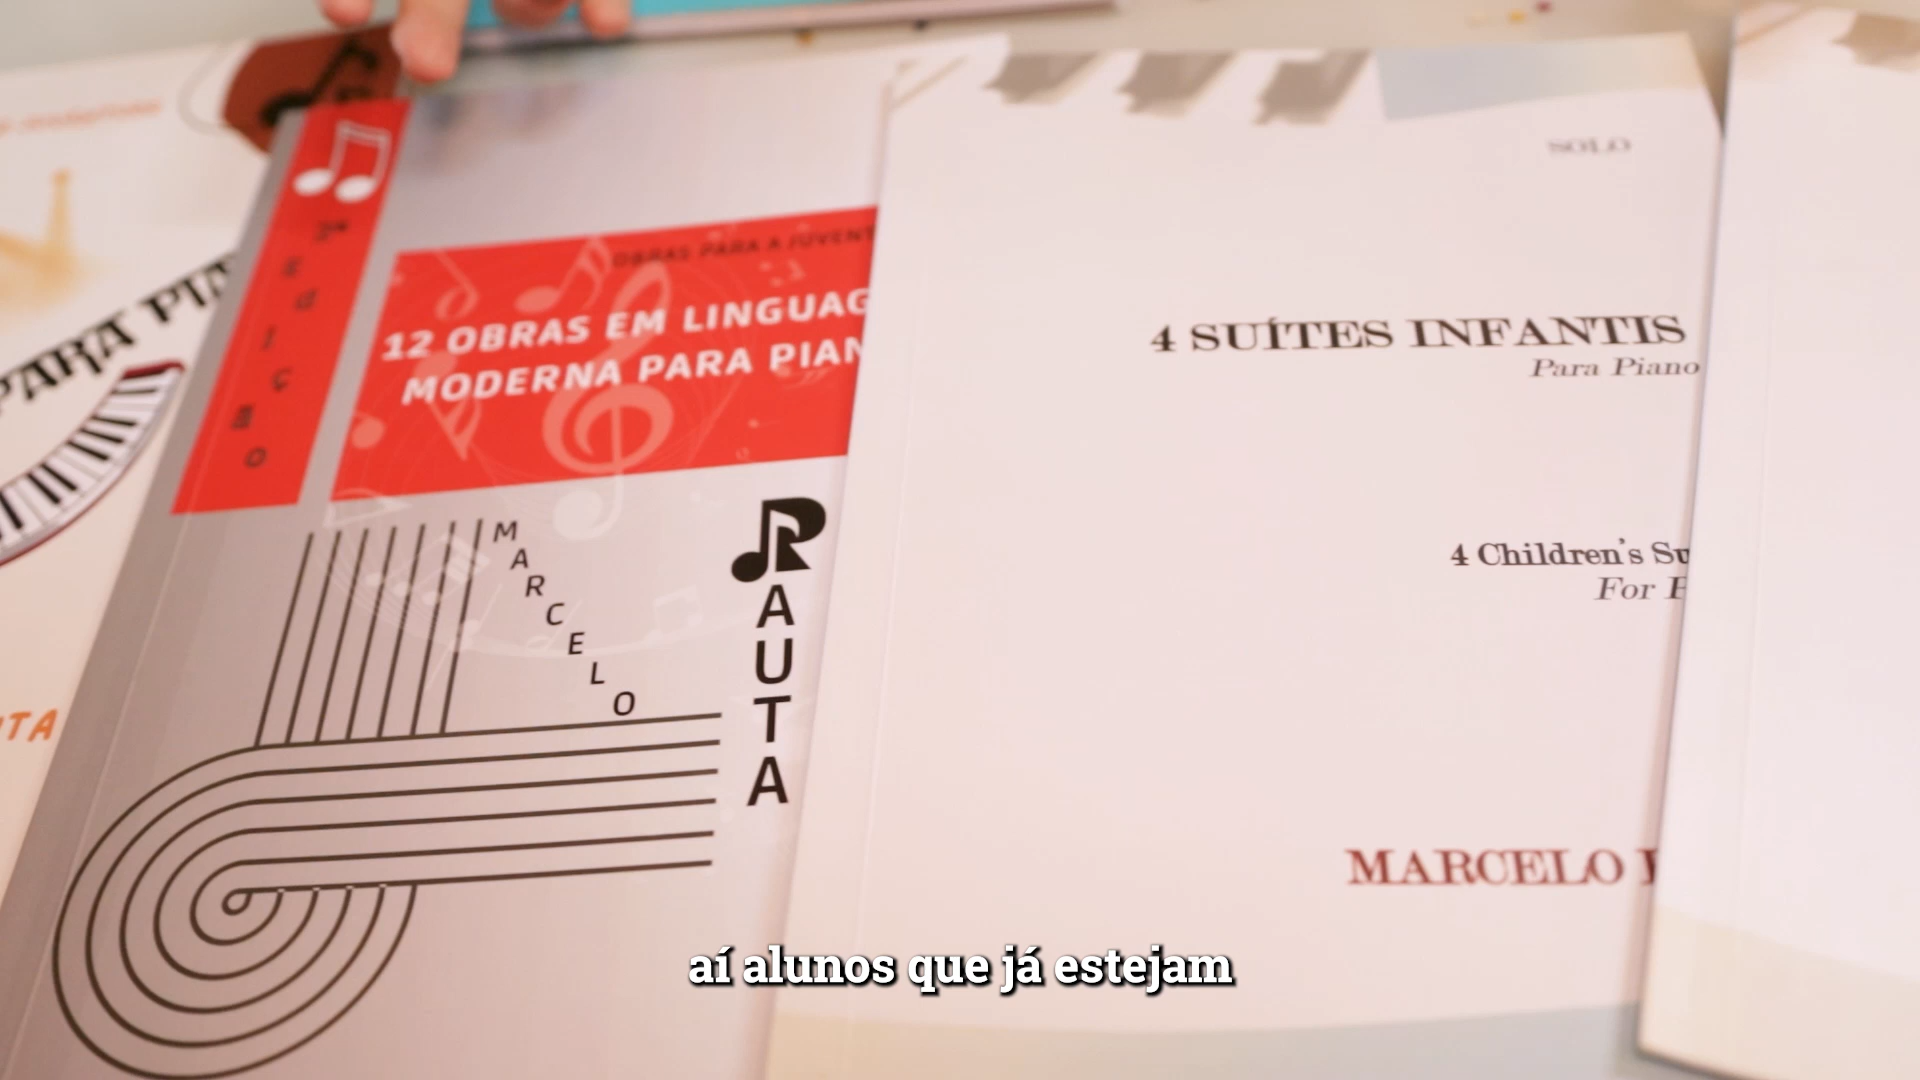 PARA PIA
TA
2ª
edição
OBRAS PARA A JUVENT
12 OBRAS EM LINGUAG
MODERNA PARA PIAN
MARCELO
RAUTA
SOLO
4 SUÍTES INFANTIS
Para Piano
4 Children's Su
For P
MARCELO R
aí alunos que já estejam